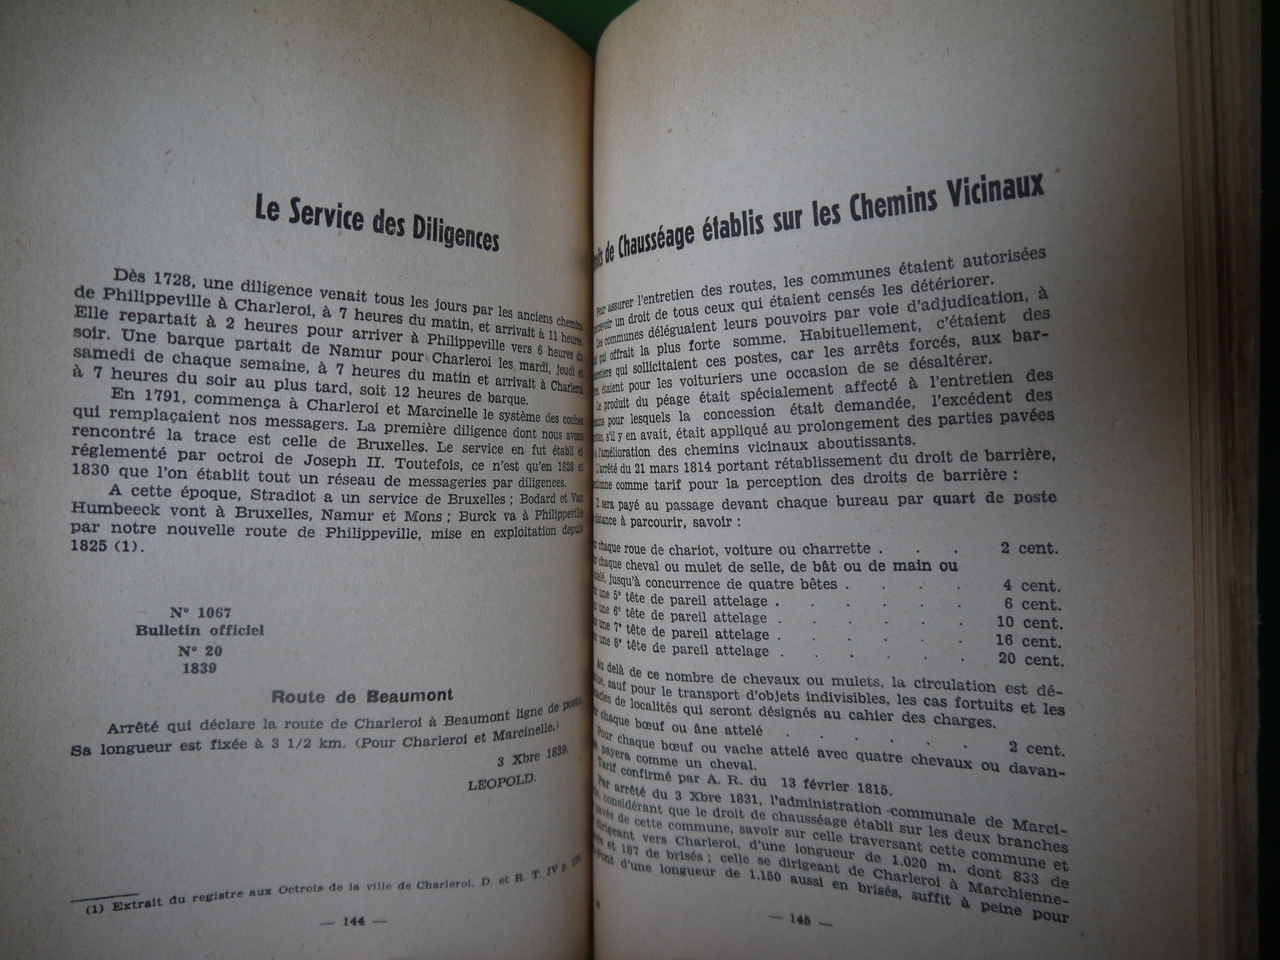 Le Service des Diligences
Dès 1728, une diligence venait tous les jours par les anciens chemins
de Philippeville à Charleroi, à 7 heures du matin, et arrivait à 11 heures.
Elle repartait à 2 heures pour arriver à Philippeville vers 6 heures du
soir. Une barque partait de Namur pour Charleroi les mardi, jeudi et
samedi de chaque semaine, à 7 heures du matin et arrivait à Charleroi
à 7 heures du soir au plus tard, soit 12 heures de barque.
En 1791, commença à Charleroi et Marcinelle le système des coches
qui remplaçaient nos messagers. La première diligence dont nous avons
rencontré la trace est celle de Bruxelles. Le service en fut établi et
réglementé par octroi de Joseph II. Toutefois, ce n'est qu'en 1828 et
1830 que l'on établit tout un réseau de messageries par diligences.
A cette époque, Stradiot a un service de Bruxelles ; Bodard et Van
Humbeeck vont à Bruxelles, Namur et Mons ; Burck va à Philippeville
par notre nouvelle route de Philippeville, mise en exploitation depuis
1825 (1).
N° 1067
Bulletin officiel
N° 20
1839
Route de Beaumont
Arrêté qui déclare la route de Charleroi à Beaumont ligne de poste.
Sa longueur est fixée à 3 1/2 km. (Pour Charleroi et Marcinelle.)
3 Xbre 1839.
LEOPOLD.
(1) Extrait du registre aux Octrois de la ville de Charleroi. D. et R. T. IV p.
— 144 —
de Chausséage établis sur les Chemins Vicinaux
Pour assurer l'entretien des routes, les communes étaient autorisées
un droit de tous ceux qui étaient censés les détériorer.
Les communes déléguaient leurs pouvoirs par voie d'adjudication, à
qui offrait la plus forte somme. Habituellement, c'étaient des
qui sollicitaient ces postes, car les arrêts forcés, aux bar-
étaient pour les voituriers une occasion de se désaltérer.
Le produit du péage était spécialement affecté à l'entretien des
pour lesquels la concession était demandée, l'excédent des
s'il y en avait, était appliqué au prolongement des parties pavées
à l'amélioration des chemins vicinaux aboutissants.
L'arrêté du 21 mars 1814 portant rétablissement du droit de barrière,
comme tarif pour la perception des droits de barrière :
Il sera payé au passage devant chaque bureau par quart de poste
à parcourir, savoir :
chaque roue de chariot, voiture ou charrette . . . 2 cent.
chaque cheval ou mulet de selle, de bât ou de main ou
jusqu'à concurrence de quatre bêtes . . . . 4 cent.
une 5e tête de pareil attelage . . . . . 6 cent.
une 6e tête de pareil attelage . . . . . 10 cent.
une 7e tête de pareil attelage . . . . . 16 cent.
une 8e tête de pareil attelage . . . . . 20 cent.
Au delà de ce nombre de chevaux ou mulets, la circulation est dé-
sauf pour le transport d'objets indivisibles, les cas fortuits et les
de localités qui seront désignés au cahier des charges.
chaque bœuf ou âne attelé . . . . . 2 cent.
Pour chaque bœuf ou vache attelé avec quatre chevaux ou davan-
payera comme un cheval.
Tarif confirmé par A. R. du 13 février 1815.
Par arrêté du 3 Xbre 1831, l'administration communale de Marci-
considérant que le droit de chausséage établi sur les deux branches
pavés de cette commune, savoir sur celle traversant cette commune et
dirigeant vers Charleroi, d'une longueur de 1.020 m. dont 833 de
et 187 de brisés ; celle se dirigeant de Charleroi à Marchienne-
Pont d'une longueur de 1.150 aussi en brisés, suffit à peine pour